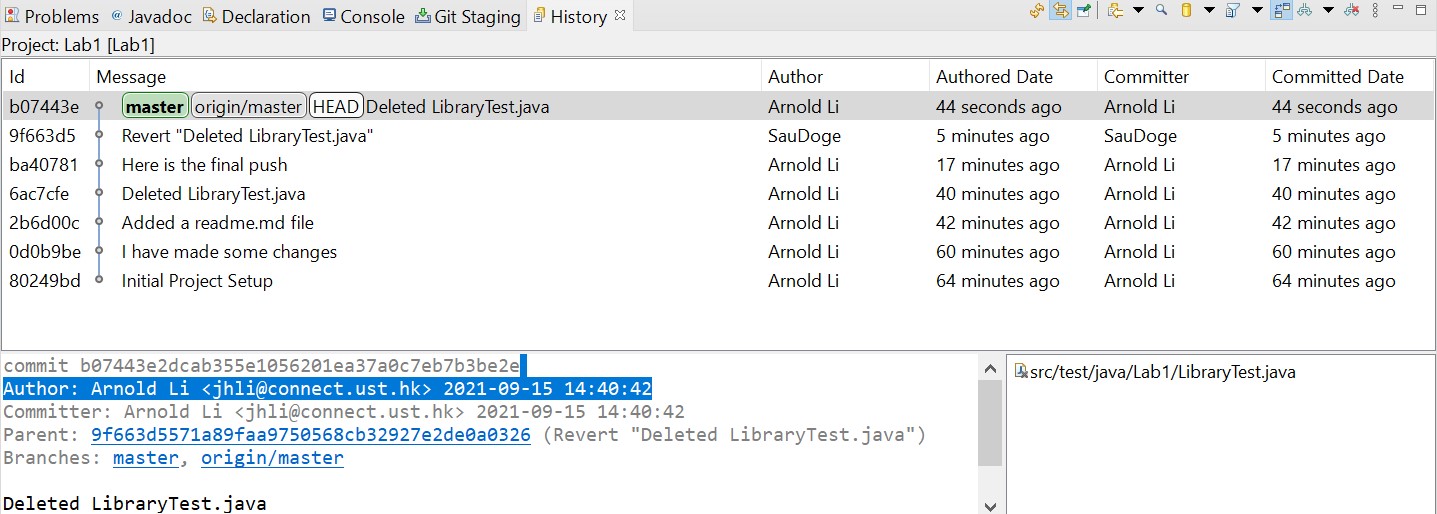 Problems @ Javadoc Declaration Console Git Staging History
Project: Lab1 [Lab1]
Id Message Author Authored Date Committer Committed Date
b07443e master origin/master HEAD Deleted LibraryTest.java Arnold Li 44 seconds ago Arnold Li 44 seconds ago
9f663d5 Revert "Deleted LibraryTest.java" SauDoge 5 minutes ago SauDoge 5 minutes ago
ba40781 Here is the final push Arnold Li 17 minutes ago Arnold Li 17 minutes ago
6ac7cfe Deleted LibraryTest.java Arnold Li 40 minutes ago Arnold Li 40 minutes ago
2b6d00c Added a readme.md file Arnold Li 42 minutes ago Arnold Li 42 minutes ago
0d0b9be I have made some changes Arnold Li 60 minutes ago Arnold Li 60 minutes ago
80249bd Initial Project Setup Arnold Li 64 minutes ago Arnold Li 64 minutes ago
commit b07443e2dcab355e1056201ea37a0c7eb7b3be2e
Author: Arnold Li <jhli@connect.ust.hk> 2021-09-15 14:40:42
Committer: Arnold Li <jhli@connect.ust.hk> 2021-09-15 14:40:42
Parent: 9f663d5571a89faa9750568cb32927e2de0a0326 (Revert "Deleted LibraryTest.java")
Branches: master, origin/master
Deleted LibraryTest.java
src/test/java/Lab1/LibraryTest.java